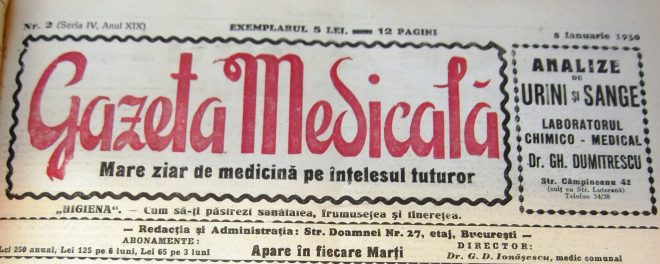 Nr. 2 (Seria IV, Anul XIX)
EXEMPLARUL 5 LEI. — 12 PAGINI
8 Ianuarie 1930
Gazeta Medicală
Mare ziar de medicină pe înțelesul tuturor
ANALIZE
DE
URINI ȘI SANGE
LABORATORUL
CHIMICO - MEDICAL
Dr. GH. DUMITRESCU
Str. Câmpineanu 42
(colț cu Str. Luterană)
Telefon 34/38
„HIGIENA“. — Cum să-ți păsirezi sanătatea, frumusețea și tinerețea.
— Redacția și Administrația: Str. Doamnei Nr. 27, etaj, București —
ABONAMENTE:
Lei 250 anual, Lei 125 pe 6 luni, Lei 65 pe 3 luni
Apare în fiecare Marți
DIRECTOR:
Dr. G. D. Ionășescu, medic comunal